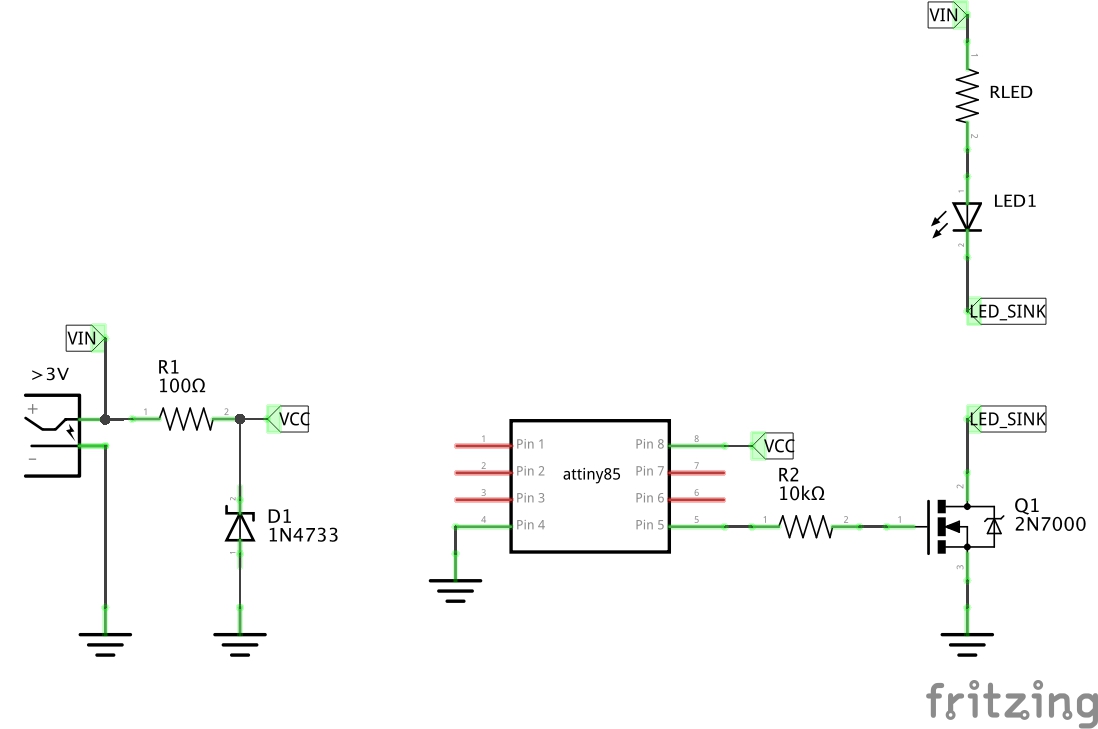 VIN
1
RLED
2
1
LED1
2
LED_SINK
VIN
>3V
+
-
R1
100Ω
1
2
VCC
2
D1
1N4733
1
attiny85
1 Pin 1
2 Pin 2
3 Pin 3
4 Pin 4
Pin 8 8
Pin 7 7
Pin 6 6
Pin 5 5
VCC
R2
10kΩ
1
2
LED_SINK
2
1
Q1
2N7000
3
fritzing